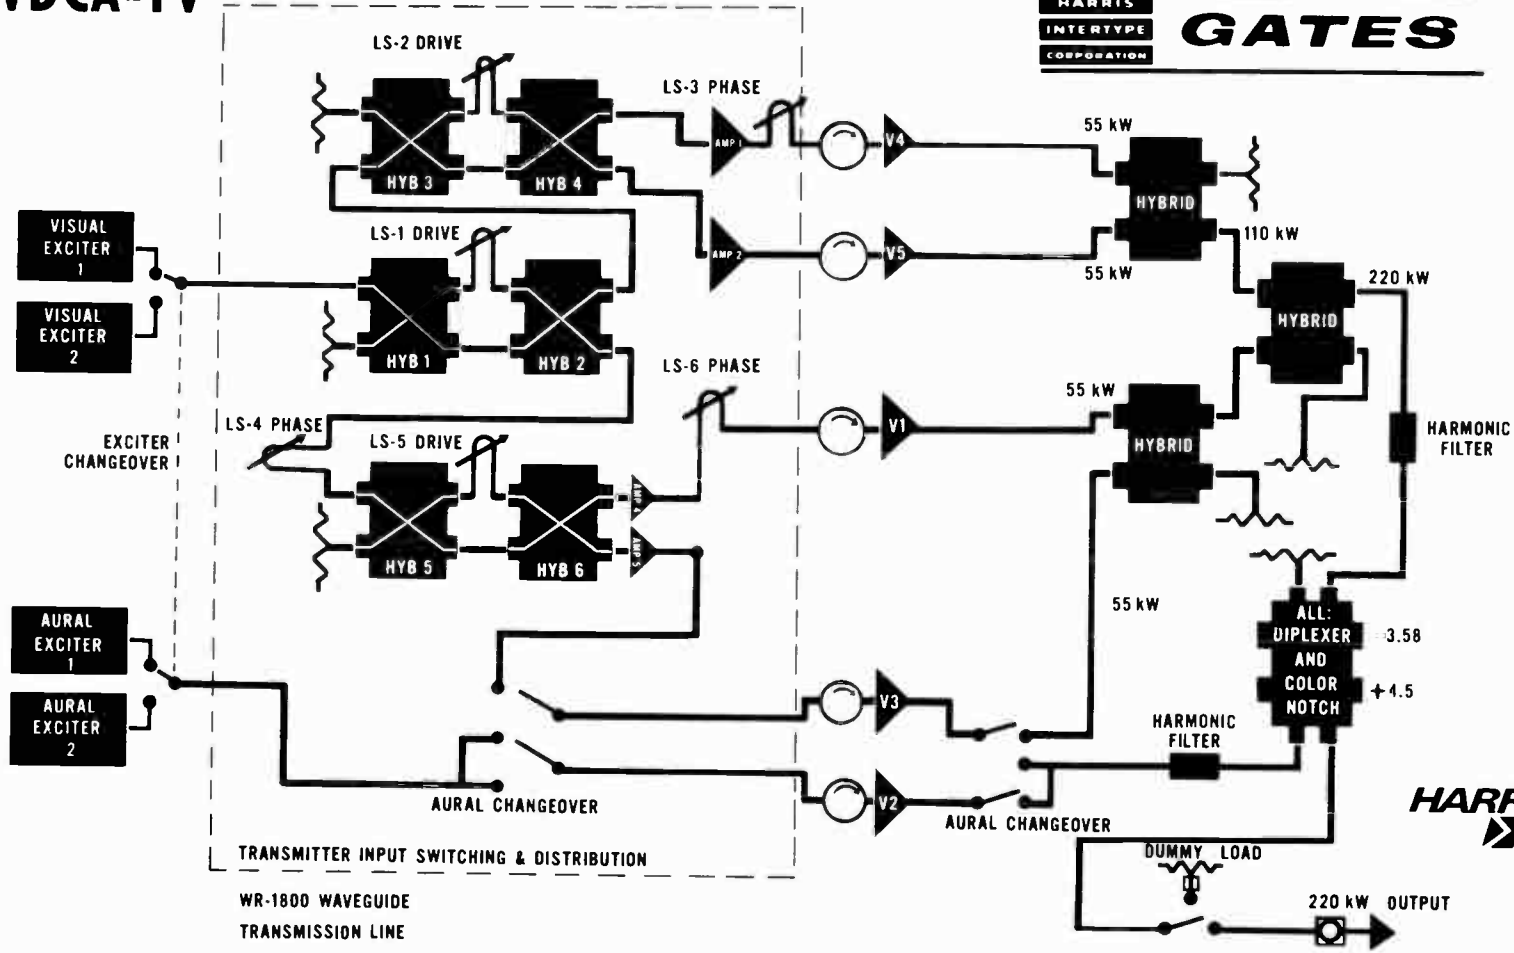 HARRIS
INTERTYPE
CORPORATION
GATES
LS-2 DRIVE
LS-3 PHASE
HYB 3
HYB 4
AMP 1
V4
55 kW
HYBRID
VISUAL
EXCITER
1
VISUAL
EXCITER
2
LS-1 DRIVE
HYB 1
HYB 2
AMP 2
V5
55 kW
110 kW
HYBRID
220 kW
LS-6 PHASE
V1
55 kW
HYBRID
HARMONIC
FILTER
EXCITER
CHANGEOVER
LS-4 PHASE
LS-5 DRIVE
HYB 5
HYB 6
AMP 4
AMP 5
55 kW
AURAL
EXCITER
1
AURAL
EXCITER
2
V3
V2
AURAL CHANGEOVER
AURAL CHANGEOVER
HARMONIC
FILTER
DIPLEXER
AND
COLOR
NOTCH
3.58
+4.5
TRANSMITTER INPUT SWITCHING & DISTRIBUTION
WR-1800 WAVEGUIDE
TRANSMISSION LINE
DUMMY LOAD
220 kW OUTPUT